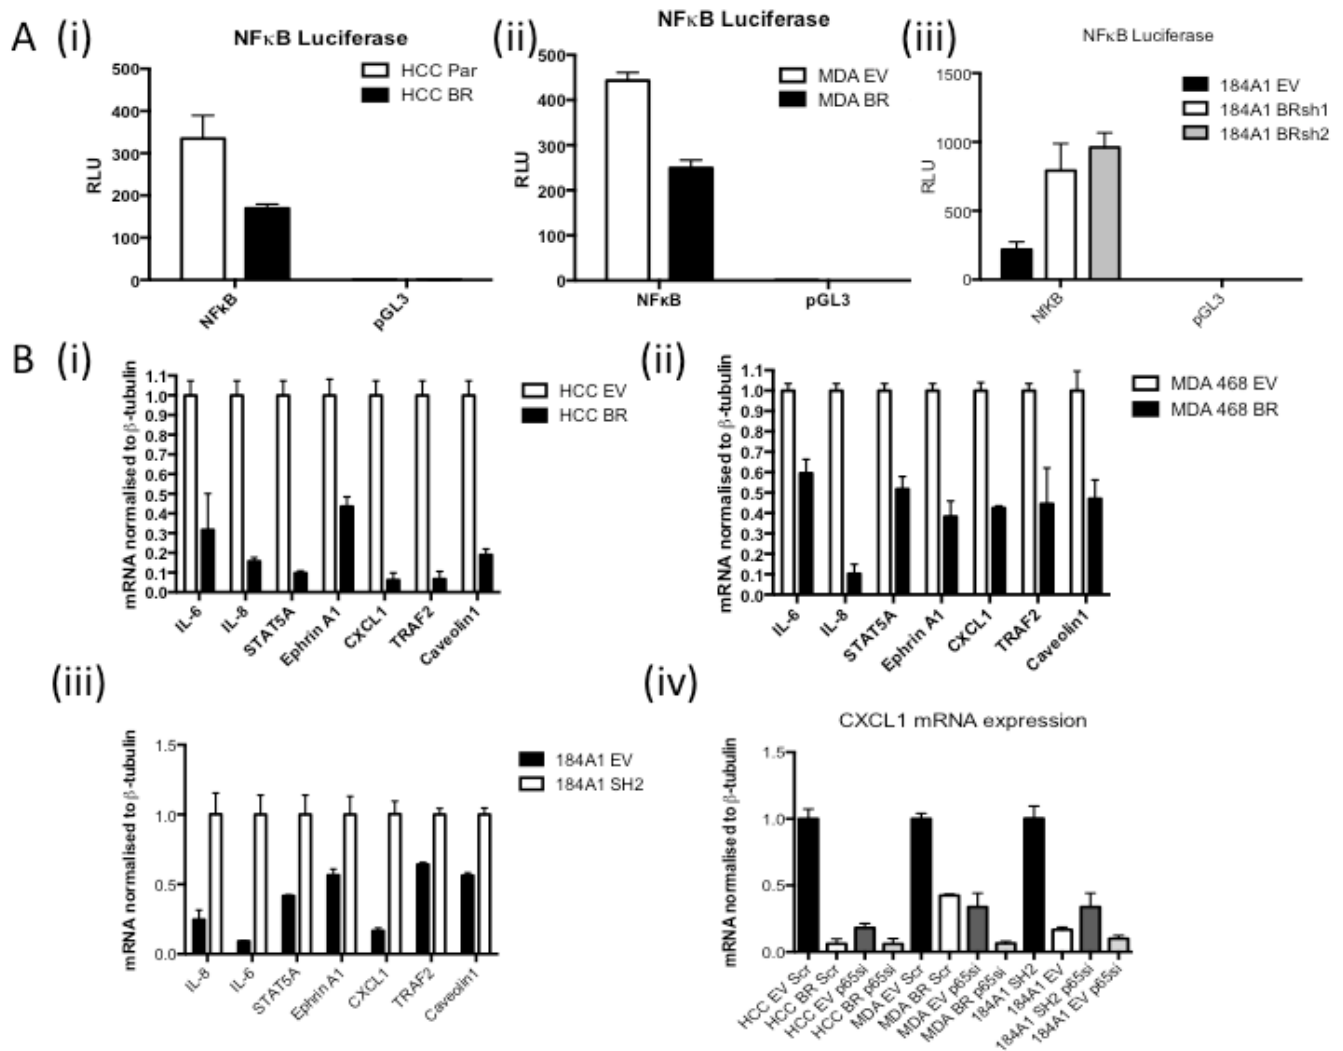 A (i)
NFκB Luciferase
HCC Par
HCC BR
500
400
300
200
100
0
RLU
NFκB
pGL3
(ii)
NFκB Luciferase
MDA EV
MDA BR
500
400
300
200
100
0
RLU
NFκB
pGL3
(iii)
NFκB Luciferase
184A1 EV
184A1 BRsh1
184A1 BRsh2
1500
1000
500
0
RLU
NfKB
pGL3
B (i)
HCC EV
HCC BR
mRNA normalised to β-tubulin
1.1
1.0
0.9
0.8
0.7
0.6
0.5
0.4
0.3
0.2
0.1
0.0
IL-6
IL-8
STAT5A
Ephrin A1
CXCL1
TRAF2
Caveolin1
(ii)
MDA 468 EV
MDA 468 BR
mRNA normalised to β-tubulin
1.1
1.0
0.9
0.8
0.7
0.6
0.5
0.4
0.3
0.2
0.1
0.0
IL-6
IL-8
STAT5A
Ephrin A1
CXCL1
TRAF2
Caveolin1
(iii)
184A1 EV
184A1 SH2
mRNA normalised to β-tubulin
1.5
1.0
0.5
0.0
IL-8
IL-6
STAT5A
Ephrin A1
CXCL1
TRAF2
Caveolin1
(iv)
CXCL1 mRNA expression
mRNA normalised to β-tubulin
1.5
1.0
0.5
0.0
HCC EV Scr
HCC BR Scr
HCC EV p65si
HCC BR p65si
MDA EV Scr
MDA BR Scr
MDA EV p65si
MDA BR p65si
184A1 SH2
184A1 EV
184A1 SH2 p65si
184A1 EV p65si